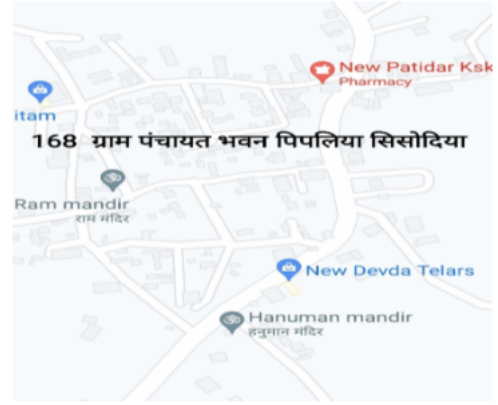 New Patidar Ksk
Pharmacy
itam
168 ग्राम पंचायत भवन पिपलिया सिसोदिया
Ram mandir
राम मंदिर
New Devda Telars
Hanuman mandir
हनुमान मंदिर